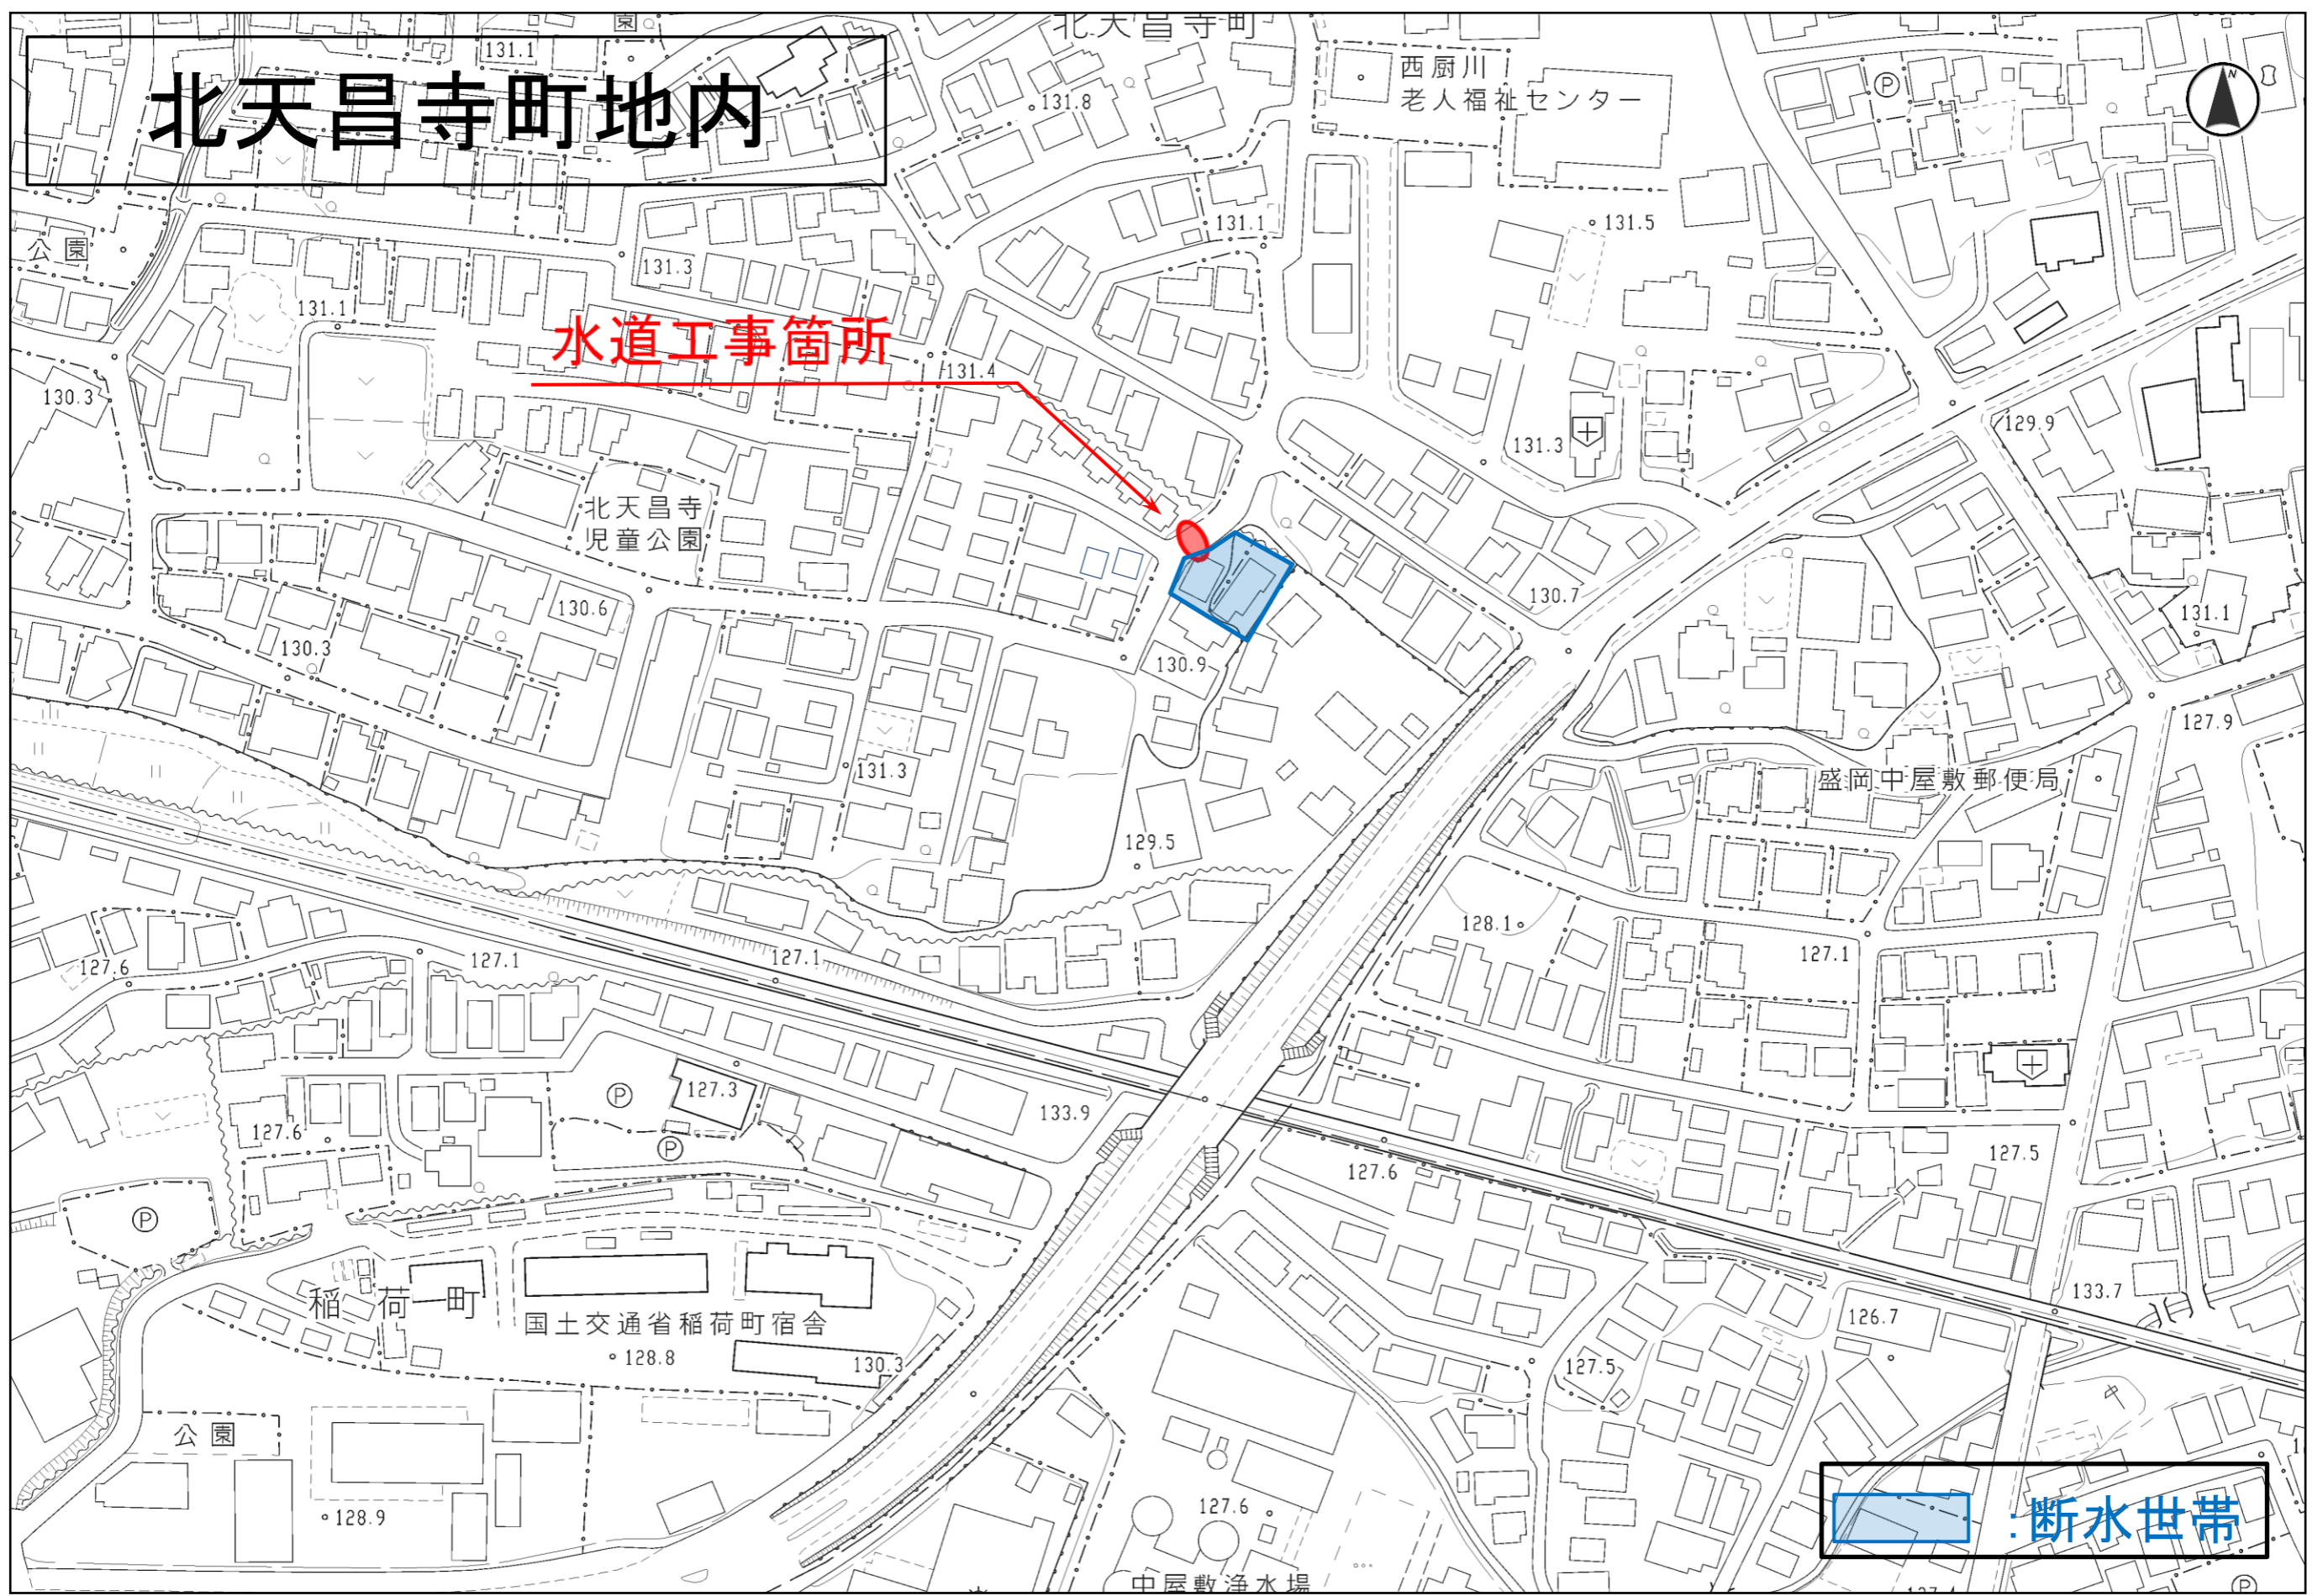 園
北天昌寺町
131.1
北天昌寺町地内
西厨川
老人福祉センター
131.8
131.1
131.5
公園
131.3
131.1
水道工事箇所
131.4
130.3
129.9
131.3
北天昌寺
児童公園
130.7
130.6
131.1
130.3
130.9
127.9
131.3
盛岡中屋敷郵便局
129.5
128.1
127.1
127.6
127.1
127.1
127.3
133.9
127.6
127.6
127.5
稲荷町
国土交通省稲荷町宿舎
133.7
126.7
128.8
130.3
127.5
公園
128.9
127.6
:断水世帯
中屋敷浄水場